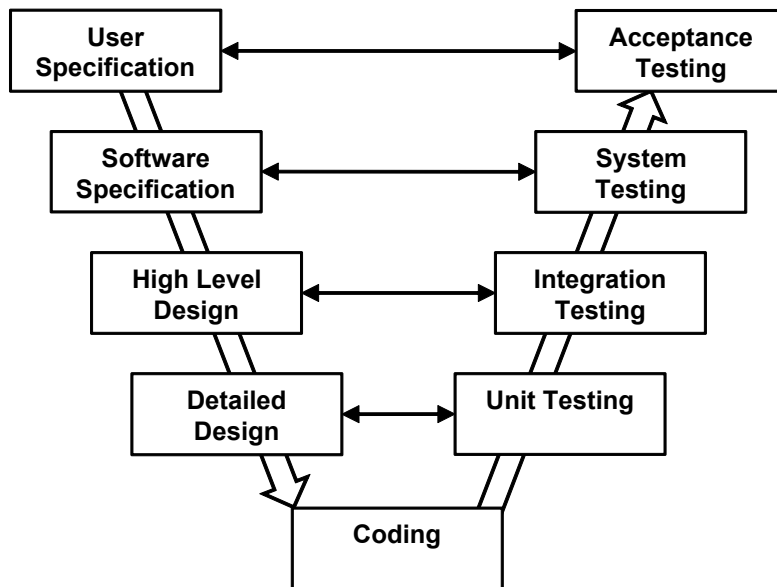 User
Specification
Acceptance
Testing
Software
Specification
System
Testing
High Level
Design
Integration
Testing
Detailed
Design
Unit Testing
Coding